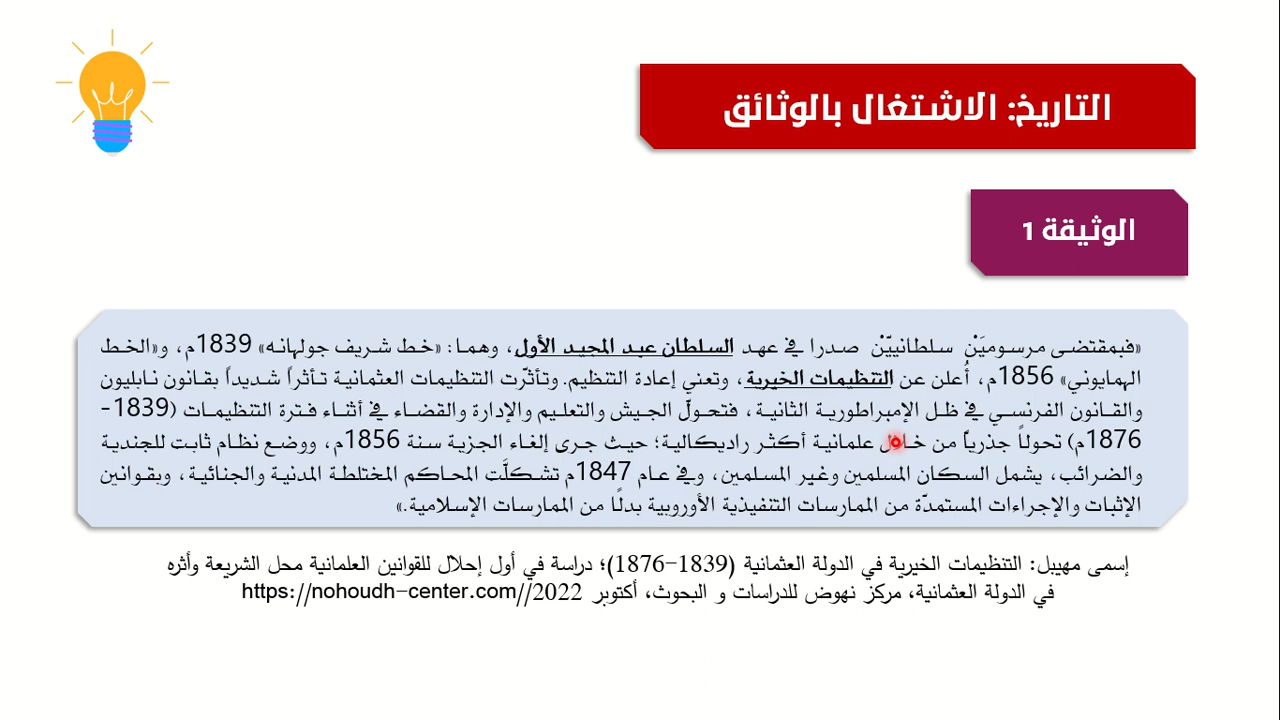 التاريخ: الاشتغال بالوثائق
الوثيقة 1
«فبمقتضى مرسوميَنْ سلطانييّنْ صدرا في عهد السلطان عبد المجيد الأول، وهما: «خط شريف جولهانه» 1839م، و«الخط
الهمايوني» 1856م، أُعلن عن التنظيمات الخيرية، وتعني إعادة التنظيم. وتأثّرت التنظيمات العثمانية تأثراً شديداً بقانون نابليون
والقانون الفرنسي في ظل الإمبراطورية الثانية، فتحولّ الجيش والتعليم والإدارة والقضاء في أثناء فترة التنظيمات (1839-
1876م) تحولاً جذرياً من خلال علمانية أكثر راديكالية؛ حيث جرى إلغاء الجزية سنة 1856م، ووضع نظام ثابت للجندية
والضرائب، يشمل السكان المسلمين وغير المسلمين، وفي عام 1847م تشكلَّت المحاكم المختلطة المدنية والجنائية، وبقوانين
الإثبات والإجراءات المستمدّة من الممارسات التنفيذية الأوروبية بدلًا من الممارسات الإسلامية.»
إسمى مهيبل: التنظيمات الخيرية في الدولة العثمانية (1839-1876)؛ دراسة في أول إحلال للقوانين العلمانية محل الشريعة وأثره
في الدولة العثمانية، مركز نهوض للدراسات و البحوث، أكتوبر 2022//https://nohoudh-center.com